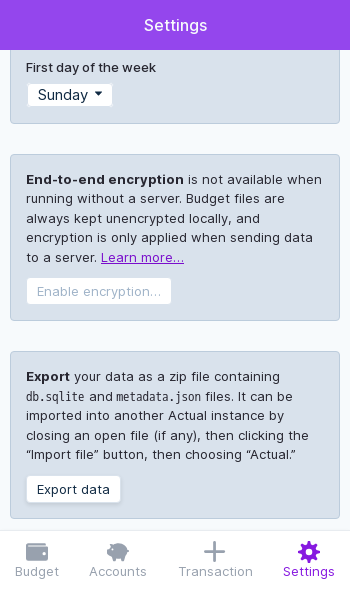 Settings
First day of the week
Sunday
End-to-end encryption is not available when
running without a server. Budget files are
always kept unencrypted locally, and
encryption is only applied when sending data
to a server. Learn more…
Enable encryption…
Export your data as a zip file containing
db.sqlite and metadata.json files. It can be
imported into another Actual instance by
closing an open file (if any), then clicking the
“Import file” button, then choosing “Actual.”
Export data
Budget Accounts Transaction Settings